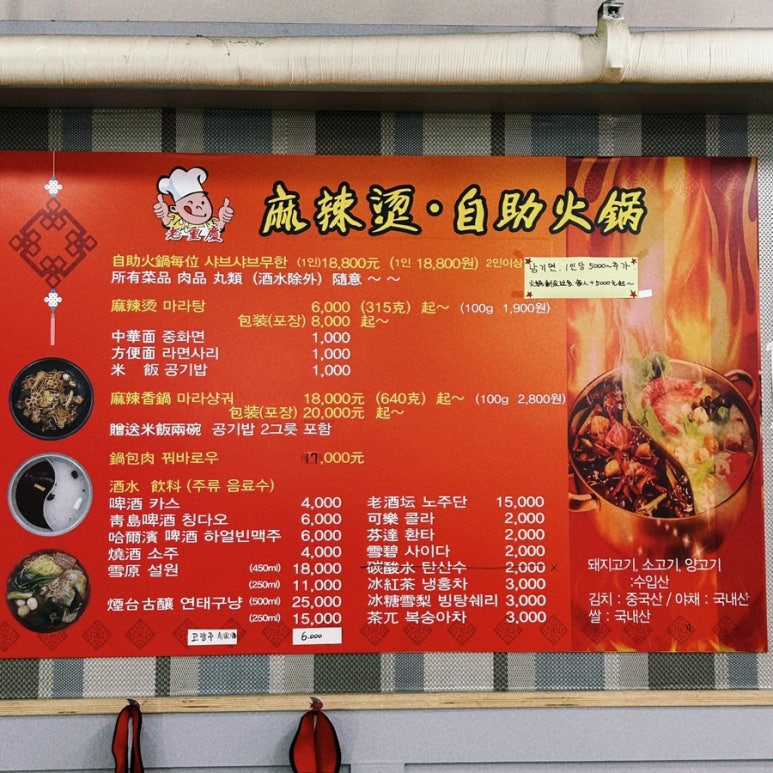 麻辣烫·自助火锅
老重慶
自助火鍋每位 샤브샤브무한 (1인)18,800元 (1인 18,800원) 2인이상
남기면, 1인당 5000원 추가
所有菜品 肉品 丸類 (酒水除外) 隨意 ~ ~
麻辣烫 마라탕 6,000 (315克) 起~ (100g 1,900원)
包装(포장) 8,000 起~
中華面 중화면 1,000
方便面 라면사리 1,000
米 飯 공기밥 1,000
麻辣香鍋 마라샹궈 18,000元 (640克) 起~ (100g 2,800원)
包装(포장) 20,000元 起~
贈送米飯兩碗 공기밥 2그릇 포함
鍋包肉 꿔바로우 17,000元
酒水 飲料 (주류 음료수)
啤酒 카스 4,000
靑島啤酒 칭다오 6,000
哈爾濱 啤酒 하얼빈맥주 6,000
燒酒 소주 4,000
雪原 설원 (450ml) 18,000
(250ml) 11,000
煙台古釀 연태구냥 (500ml) 25,000
(250ml) 15,000
고량주 6.000
老酒坛 노주단 15,000
可樂 콜라 2,000
芬達 환타 2,000
雪碧 사이다 2,000
碳酸水 탄산수 2,000
冰紅茶 냉홍차 3,000
冰糖雪梨 빙탕쉐리 3,000
茶兀 복숭아차 3,000
돼지고기, 소고기, 양고기
:수입산
김치 : 중국산 / 야채 : 국내산
쌀 : 국내산